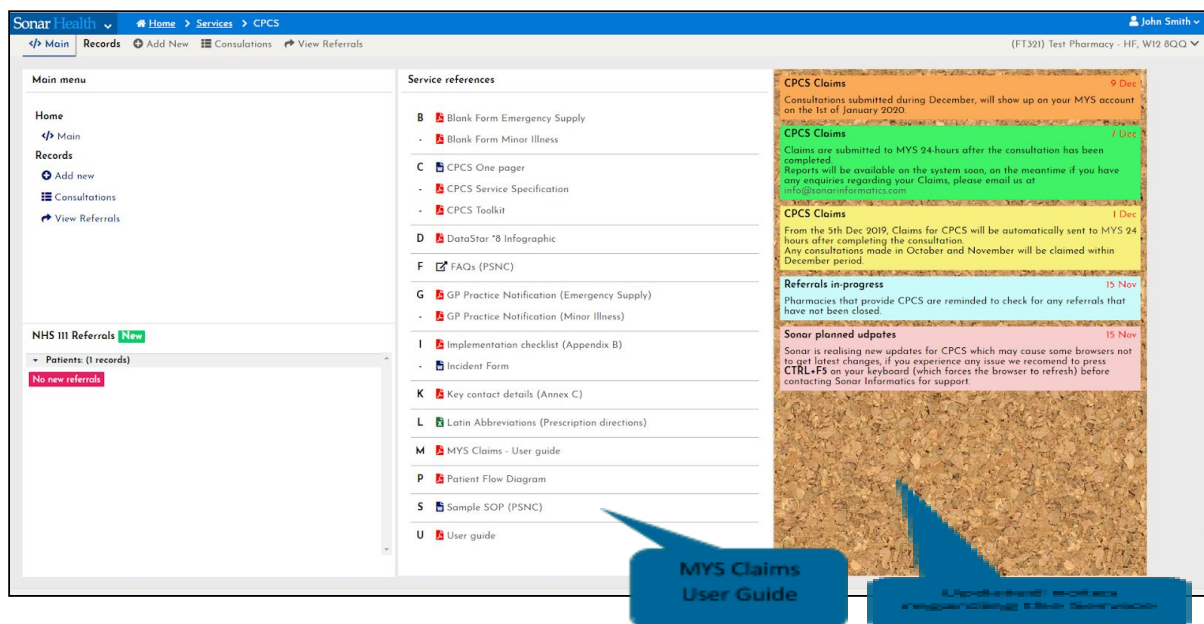 Sonar Health Home > Services > CPCS John Smith
</> Main Records Add New Consulations View Referrals (FT321) Test Pharmacy - HF, W12 8QQ
Main menu
Home
</> Main
Records
Add new
Consultations
View Referrals
NHS 111 Referrals New
Patients: (1 records)
No new referrals
Service references
B Blank Form Emergency Supply
- Blank Form Minor Illness
C CPCS One pager
- CPCS Service Specification
- CPCS Toolkit
D DataStar *8 Infographic
F FAQs (PSNC)
G GP Practice Notification (Emergency Supply)
- GP Practice Notification (Minor Illness)
I Implementation checklist (Appendix B)
- Incident Form
K Key contact details (Annex C)
L Latin Abbreviations (Prescription directions)
M MYS Claims - User guide
P Patient Flow Diagram
S Sample SOP (PSNC)
U User guide
CPCS Claims 9 Dec
Consultations submitted during December, will show up on your MYS account
on the 1st of January 2020.
CPCS Claims 7 Dec
Claims are submitted to MYS 24-hours after the consultation has been
completed.
Reports will be available on the system soon, on the meantime if you have
any enquiries regarding your Claims, please email us at
info@sonarinformatics.com
CPCS Claims 1 Dec
From the 5th Dec 2019, Claims for CPCS will be automatically sent to MYS 24
hours after completing the consultation.
Any consultations made in October and November will be claimed within
December period.
Referrals in-progress 15 Nov
Pharmacies that provide CPCS are reminded to check for any referrals that
have not been closed.
Sonar planned udpates 15 Nov
Sonar is realising new updates for CPCS which may cause some browsers not
to get latest changes, if you experience any issue we recomend to press
CTRL+F5 on your keyboard (which forces the browser to refresh) before
contacting Sonar Informatics for support.
MYS Claims
User Guide
regarding the Service